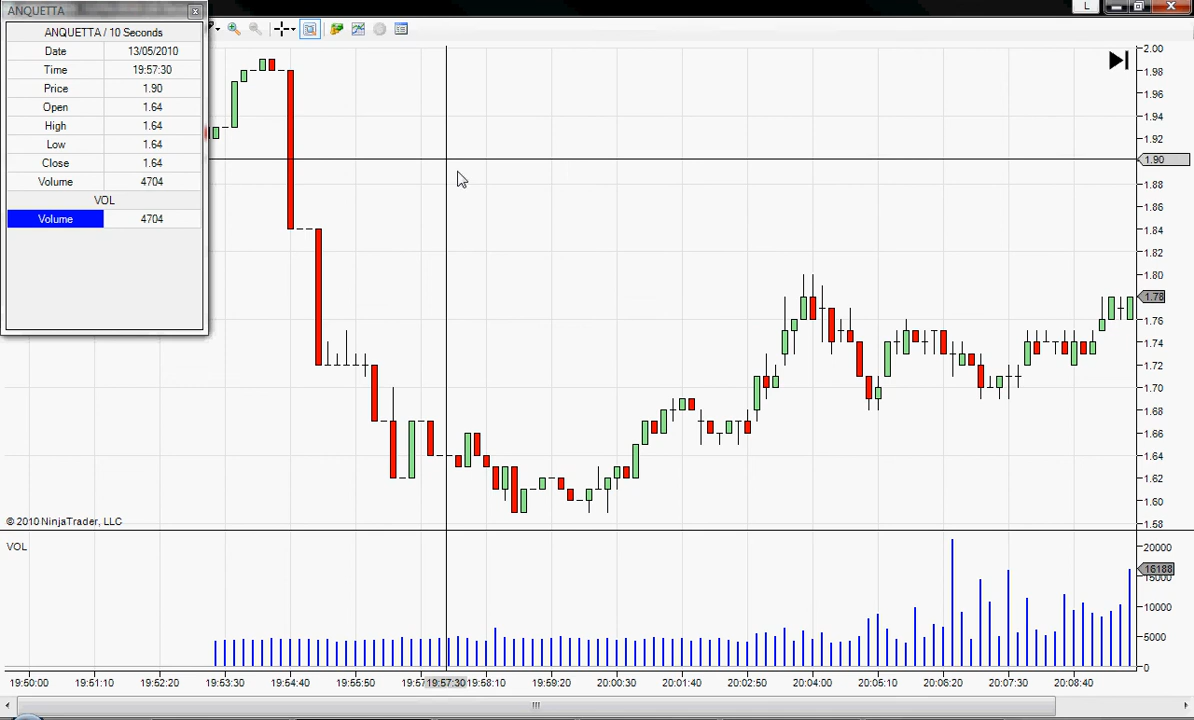 ANQUETTA
L
ANQUETTA / 10 Seconds
Date 13/05/2010
Time 19:57:30
Price 1.90
Open 1.64
High 1.64
Low 1.64
Close 1.64
Volume 4704
VOL
Volume 4704
2.00
1.98
1.96
1.94
1.92
1.90
1.88
1.86
1.84
1.82
1.80
1.78
1.76
1.74
1.72
1.70
1.68
1.66
1.64
1.62
1.60
1.58
© 2010 NinjaTrader, LLC
VOL
20000
16188
15000
10000
5000
0
19:50:00 19:51:10 19:52:20 19:53:30 19:54:40 19:55:50 19:57 19:57:30 19:58:10 19:59:20 20:00:30 20:01:40 20:02:50 20:04:00 20:05:10 20:06:20 20:07:30 20:08:40